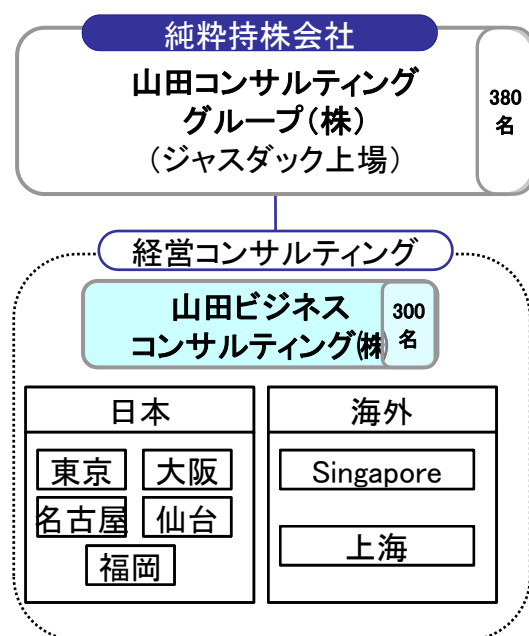 純粋持株会社
山田コンサルティング
グループ(株)
(ジャスダック上場)
380
名
経営コンサルティング
山田ビジネス
コンサルティング(株)
300
名
日本
東京
大阪
名古屋
仙台
福岡
海外
Singapore
上海